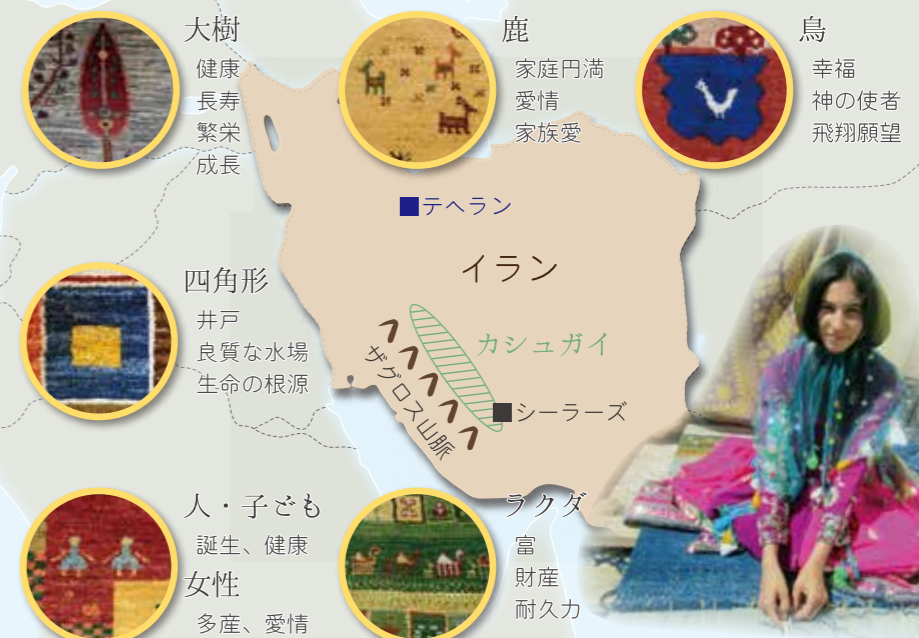 大樹
健康
長寿
繁栄
成長
鹿
家庭円満
愛情
家族愛
鳥
幸福
神の使者
飛翔願望
テヘラン
イラン
四角形
井戸
良質な水場
生命の根源
カシュガイ
ザグロス山脈
シーラーズ
人・子ども
誕生、健康
女性
多産、愛情
ラクダ
富
財産
耐久力